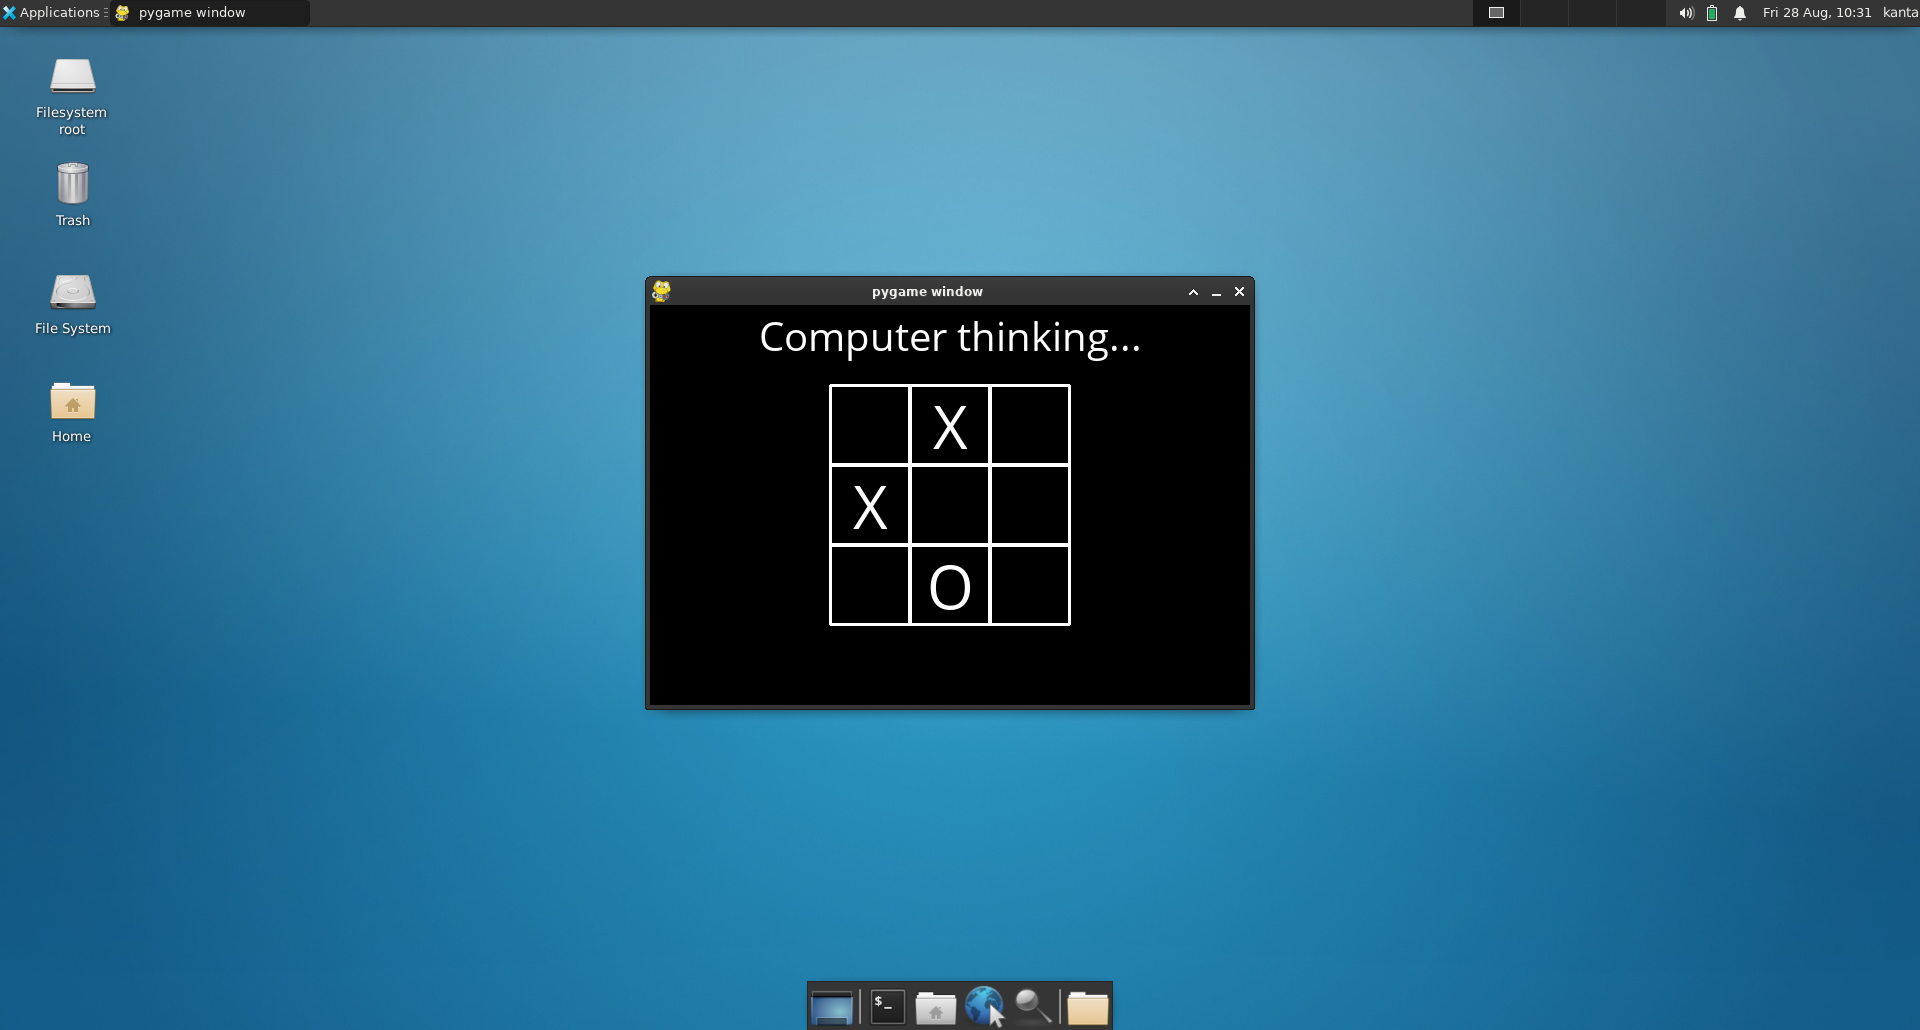 Applications
pygame window
Fri 28 Aug, 10:31
kanta
Filesystem
root
Trash
File System
Home
pygame window
Computer thinking...
X
X
O
$_